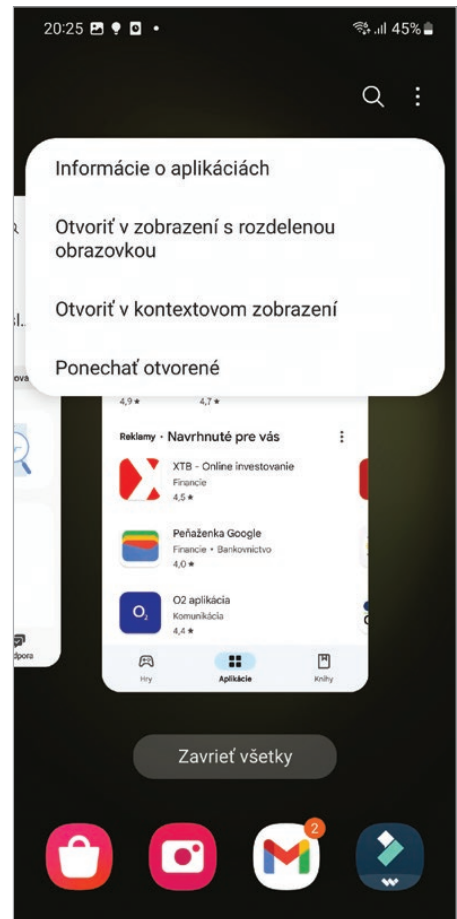 20:25
45%
Informácie o aplikáciách
Otvoriť v zobrazení s rozdelenou
obrazovkou
Otvoriť v kontextovom zobrazení
Ponechať otvorené
4,9 ★ 4,7 ★
Reklamy • Navrhnuté pre vás
XTB - Online investovanie
Financie
4,5 ★
Peňaženka Google
Financie • Bankovníctvo
4,0 ★
O2
O2 aplikácia
Komunikácia
4,4 ★
Hry
Aplikácie
Knihy
Zavrieť všetky
2